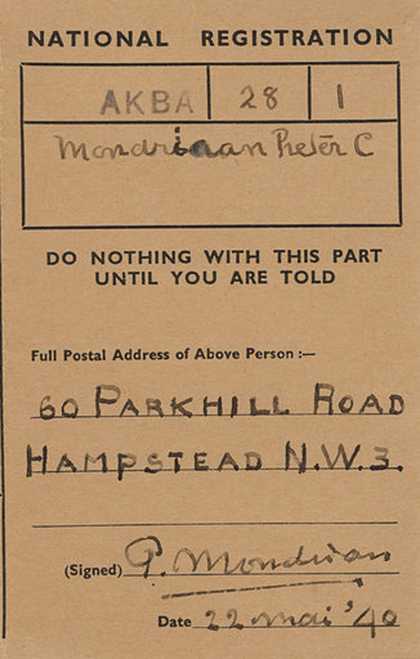 NATIONAL REGISTRATION
AKBA 28 1
Mondriaan Pieter C
DO NOTHING WITH THIS PART
UNTIL YOU ARE TOLD
Full Postal Address of Above Person :—
60 PARKHILL ROAD
HAMPSTEAD N.W.3.
(Signed) P. Mondrian
Date 22 mai '40